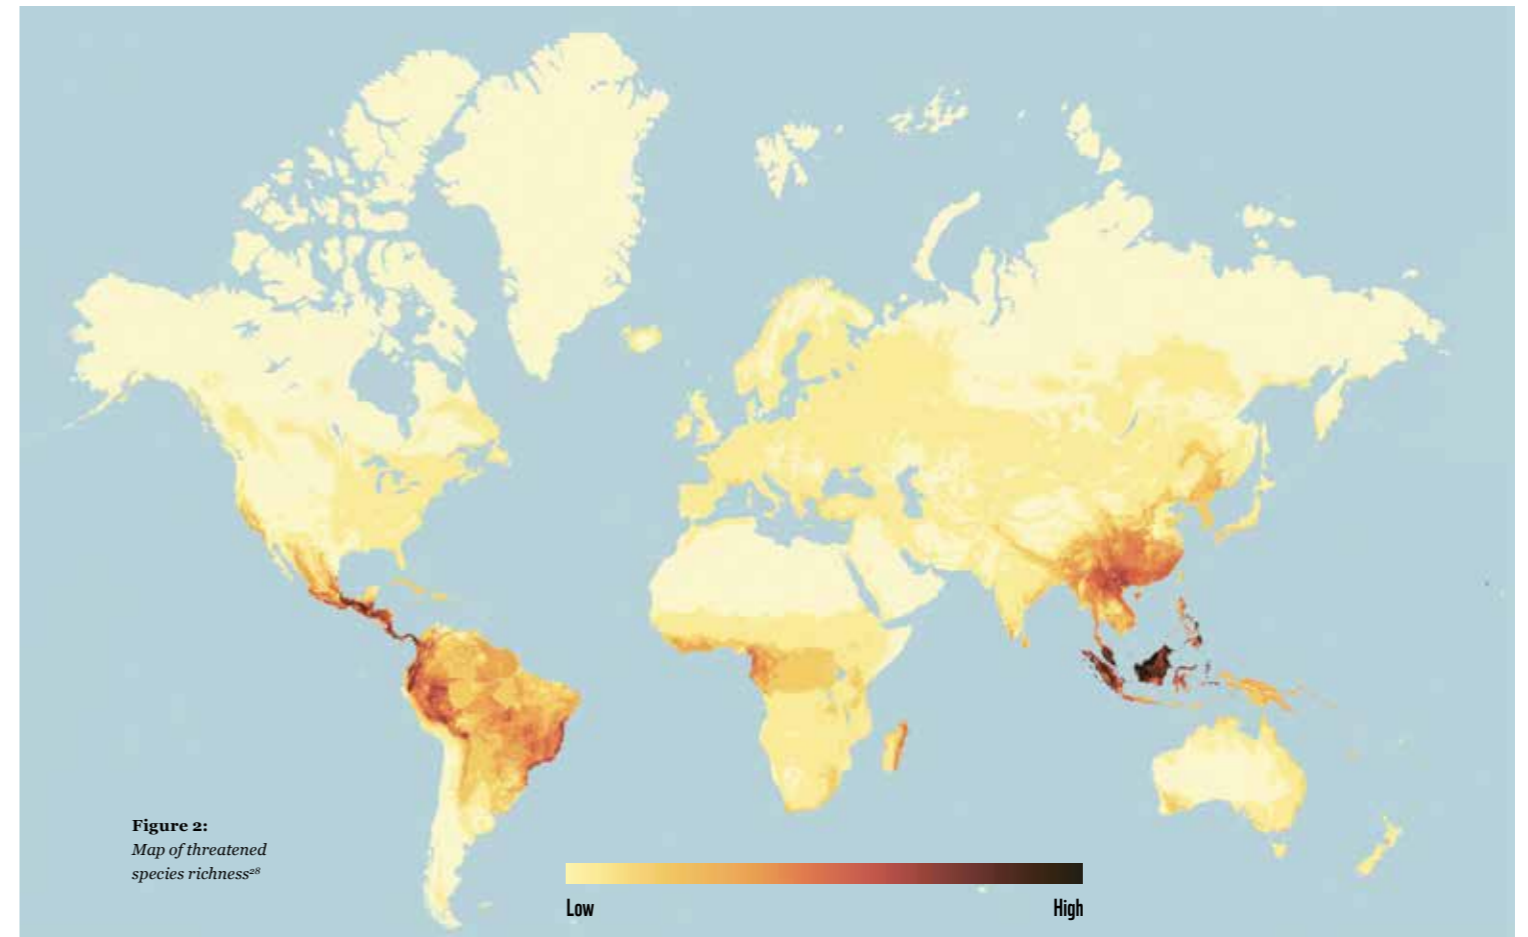 Figure 2:
Map of threatened
species richness²⁸
Low
High